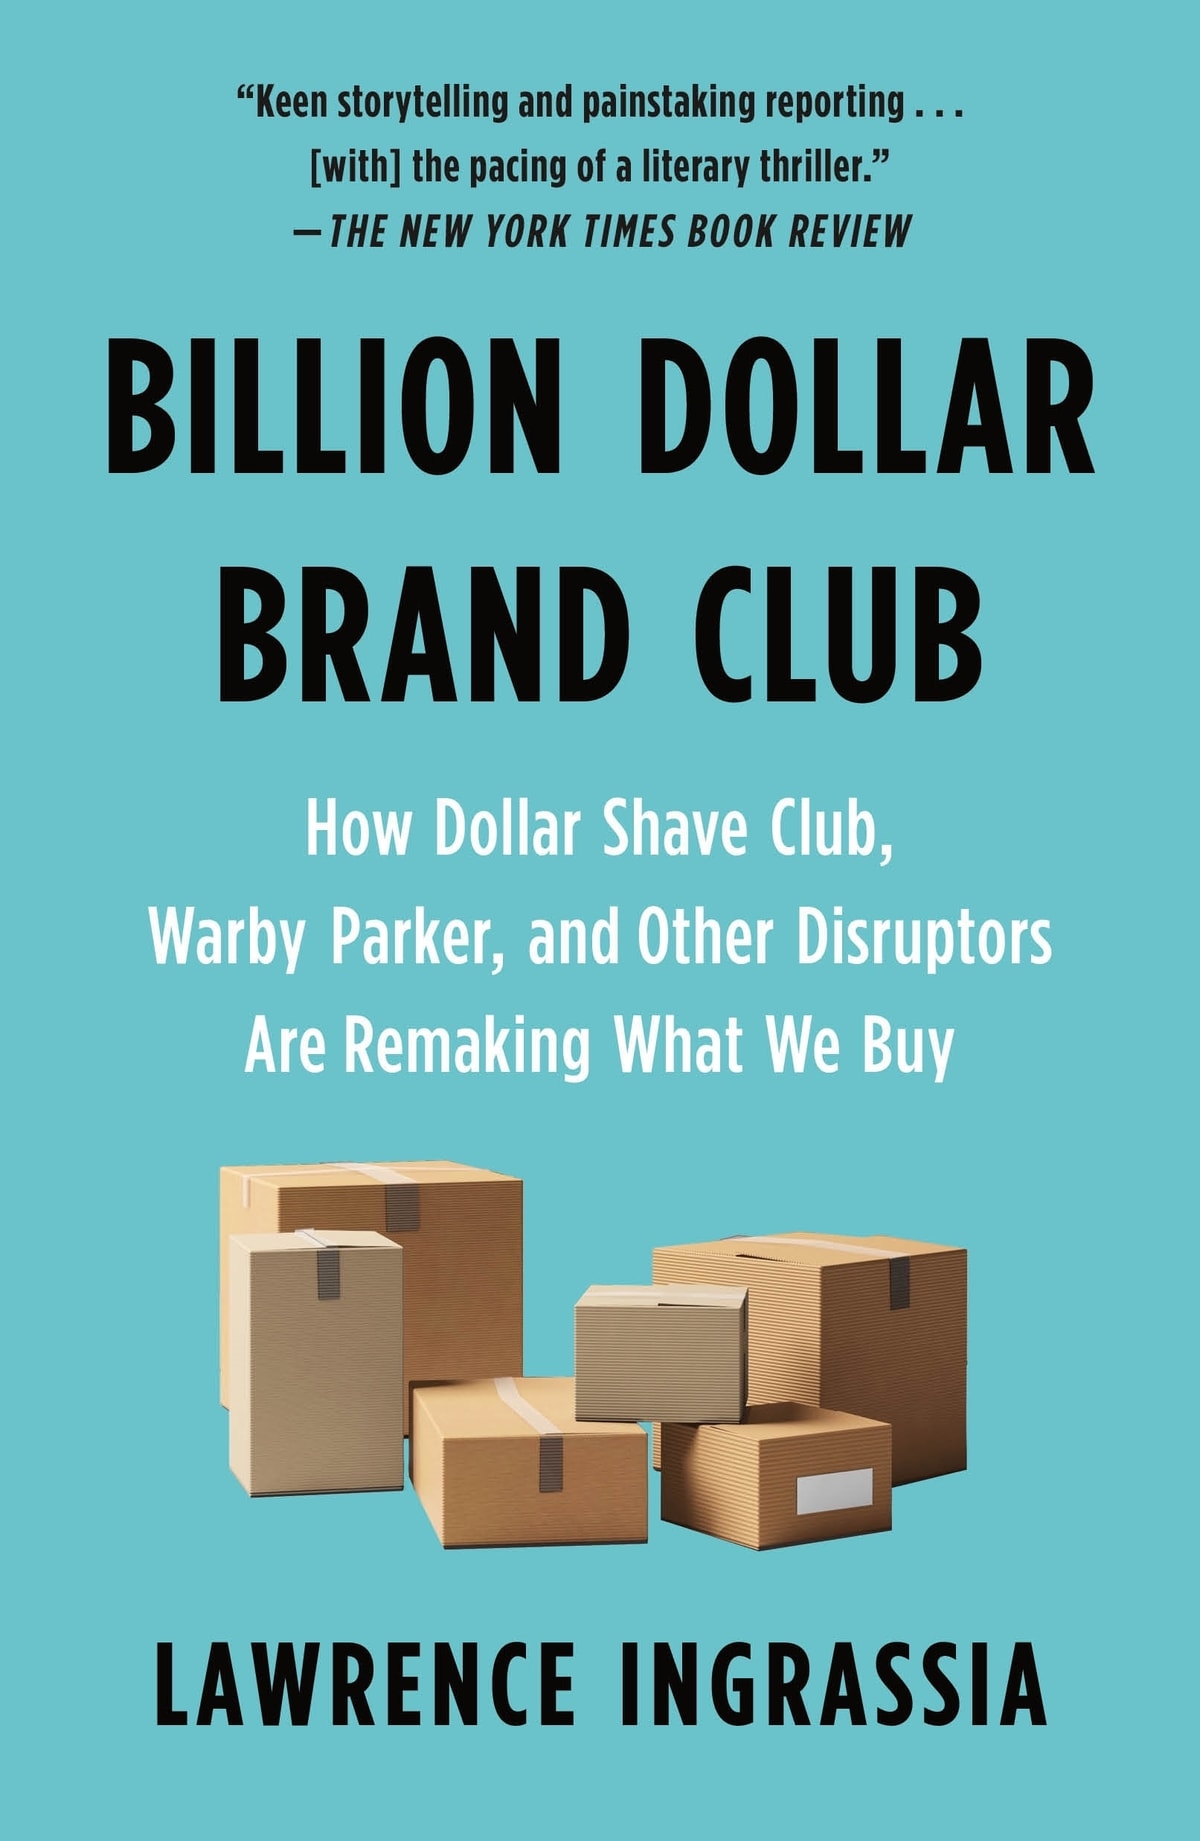 “Keen storytelling and painstaking reporting . . .
[with] the pacing of a literary thriller.”
—THE NEW YORK TIMES BOOK REVIEW
BILLION DOLLAR
BRAND CLUB
How Dollar Shave Club,
Warby Parker, and Other Disruptors
Are Remaking What We Buy
LAWRENCE INGRASSIA